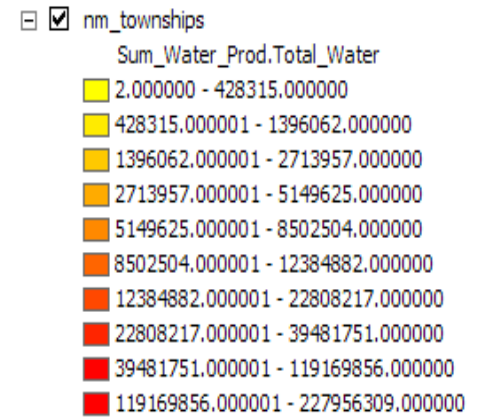 nm_townships
Sum_Water_Prod.Total_Water
2.000000 - 428315.000000
428315.000001 - 1396062.000000
1396062.000001 - 2713957.000000
2713957.000001 - 5149625.000000
5149625.000001 - 8502504.000000
8502504.000001 - 12384882.000000
12384882.000001 - 22808217.000000
22808217.000001 - 39481751.000000
39481751.000001 - 119169856.000000
119169856.000001 - 227956309.000000